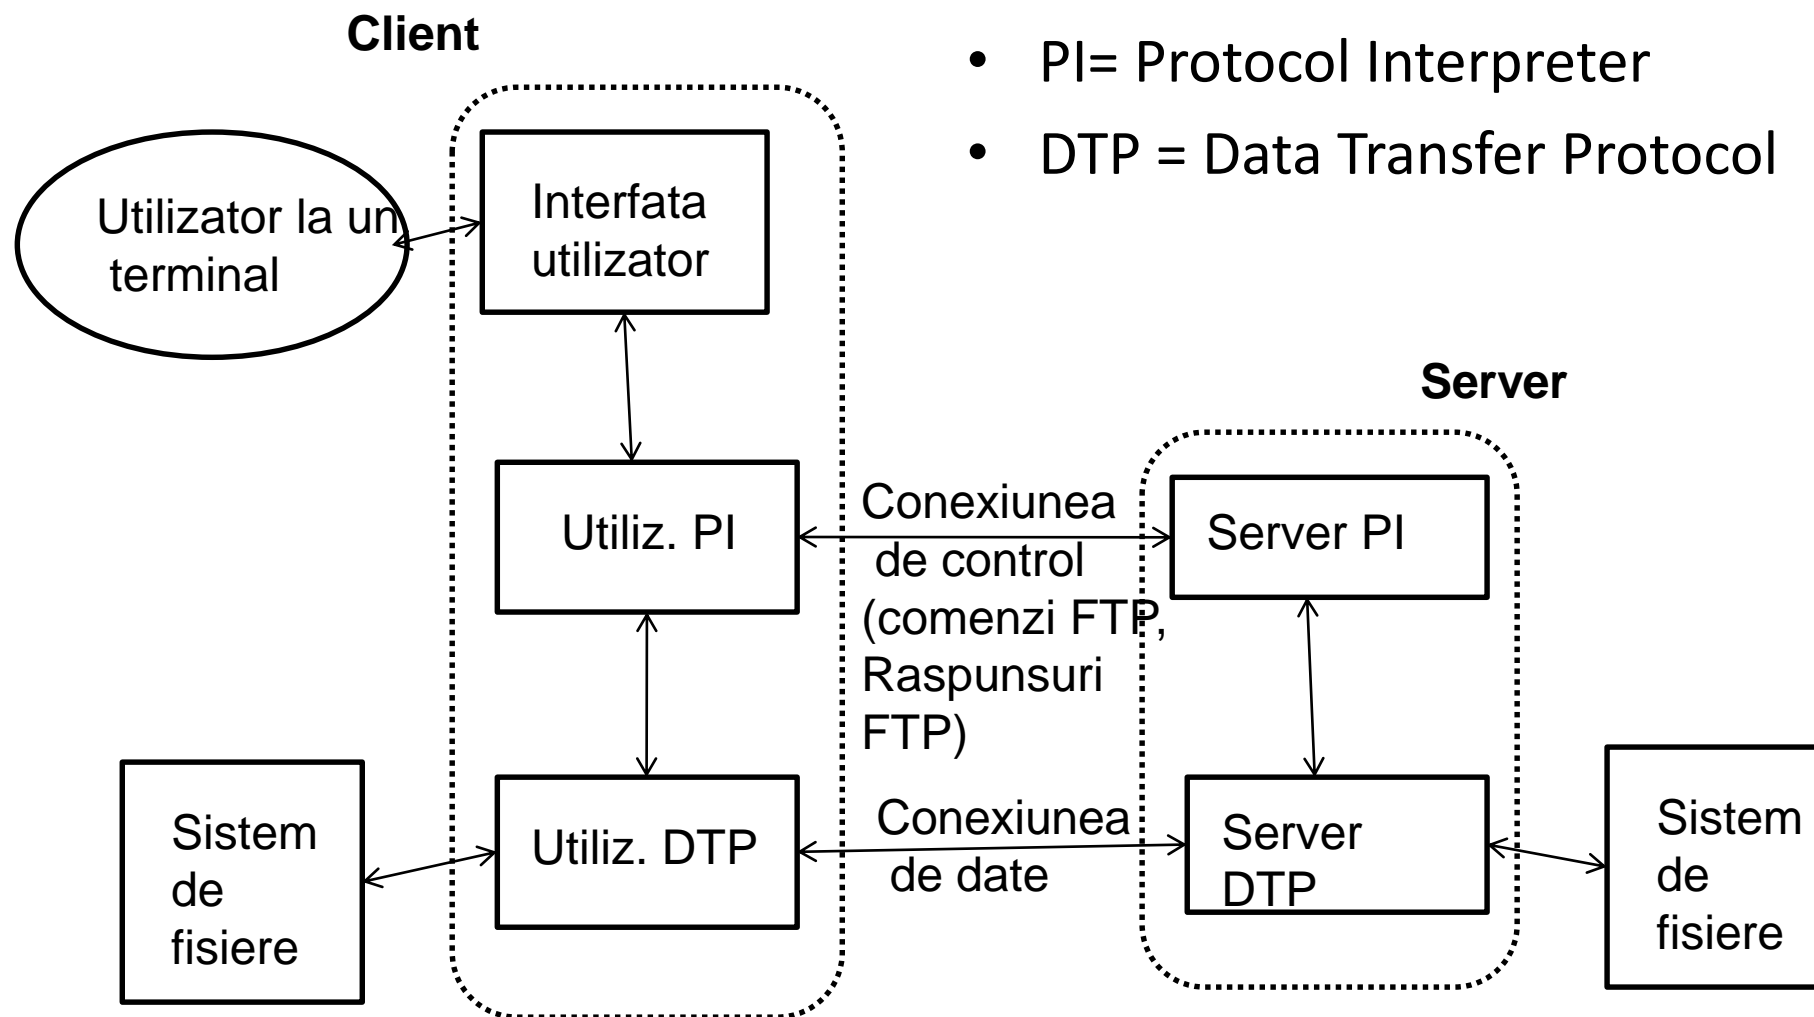 Client
• PI= Protocol Interpreter
• DTP = Data Transfer Protocol
Utilizator la un
terminal
Interfata
utilizator
Server
Utiliz. PI
Conexiunea
de control
(comenzi FTP,
Raspunsuri
FTP)
Server PI
Sistem
de
fisiere
Utiliz. DTP
Conexiunea
de date
Server
DTP
Sistem
de
fisiere